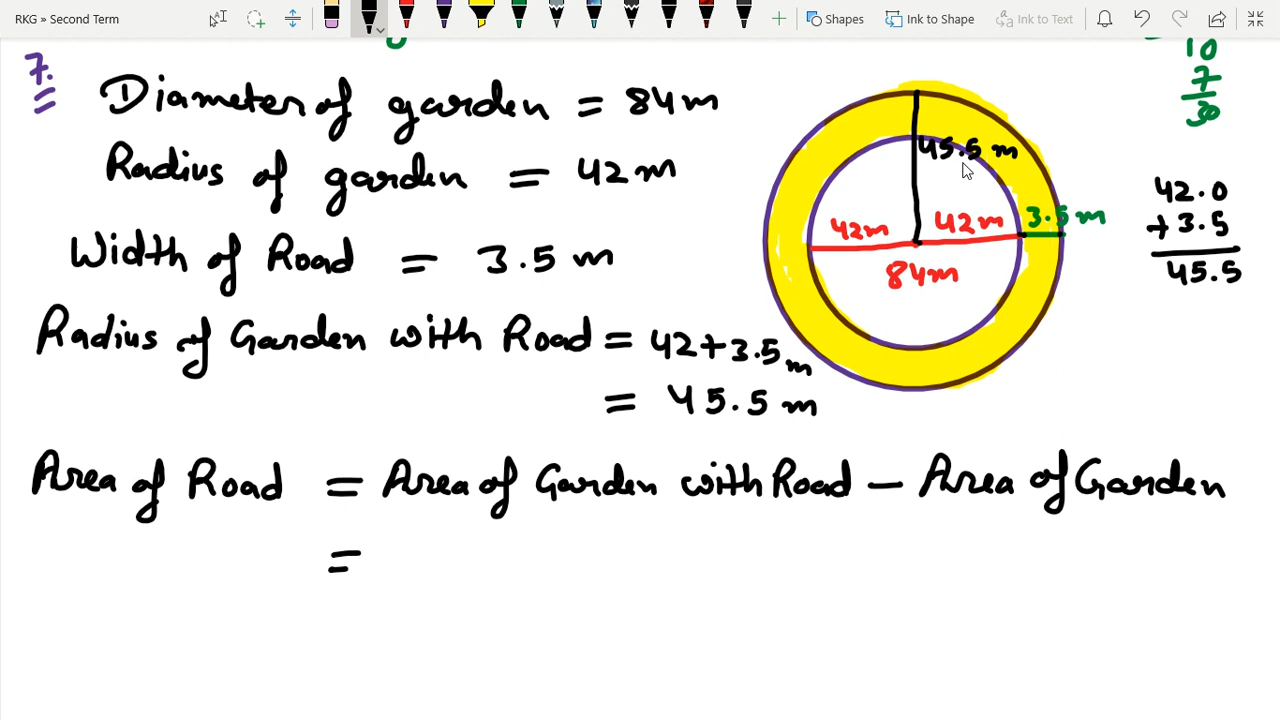 RKG » Second Term
Shapes
Ink to Shape
Ink to Text
7.
Diameter of garden = 84m
Radius of garden = 42m
Width of Road = 3.5 m
Radius of Garden with Road = 42+3.5 m
= 45.5 m
Area of Road = Area of Garden with Road - Area of Garden
=
45.5 m
42m
42m
3.5 m
84m
10
7
30
42.0
+ 3.5
45.5